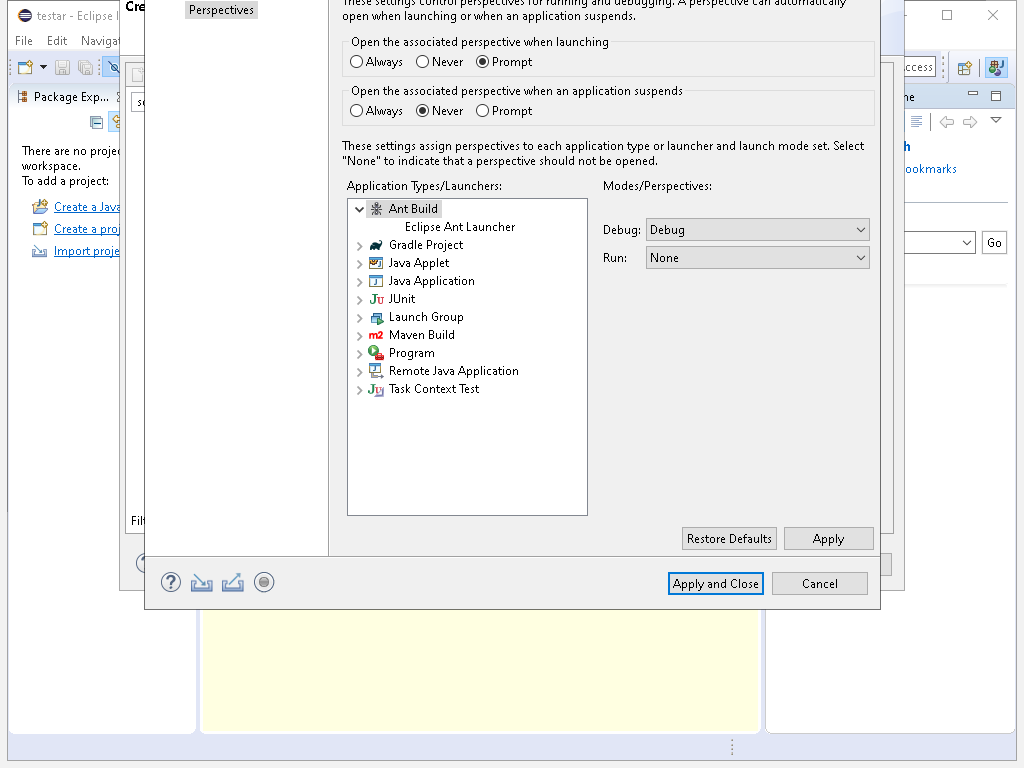 testar - Eclipse
Cre
Perspectives
These settings control perspectives for running and debugging. A perspective can automatically
open when launching or when an application suspends.
File Edit Navigat
Open the associated perspective when launching
Always Never Prompt
ccess
Package Exp...
Open the associated perspective when an application suspends
Always Never Prompt
ne
There are no proje
workspace.
To add a project:
Create a Java
Create a proj
Import proje
These settings assign perspectives to each application type or launcher and launch mode set. Select
"None" to indicate that a perspective should not be opened.
Application Types/Launchers:
Modes/Perspectives:
Ant Build
Eclipse Ant Launcher
Gradle Project
Java Applet
Java Application
JUnit
Launch Group
Maven Build
Program
Remote Java Application
Task Context Test
Debug: Debug
Run: None
h
ookmarks
Go
Filt
Restore Defaults
Apply
Apply and Close
Cancel